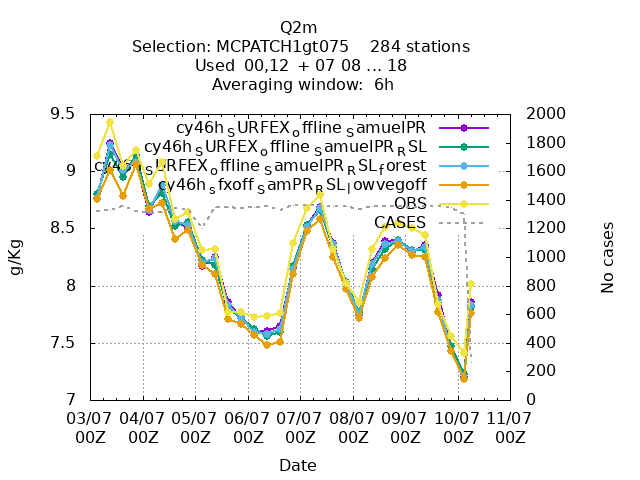 Q2m
Selection: MCPATCH1gt075    284 stations
Used  00,12  + 07 08 ... 18
Averaging window:  6h
9.5
9
8.5
8
7.5
7
g/Kg
2000
1800
1600
1400
1200
1000
800
600
400
200
0
No cases
cy46h_SURFEX_offline_SamuelPR
cy46h_SURFEX_offline_SamuelPR_RSL
cy46h_SURFEX_offline_SamuelPR_RSL_forest
cy46h_sfxoff_SamPR_RSL_lowvegoff
OBS
CASES
03/07 04/07 05/07 06/07 07/07 08/07 09/07 10/07 11/07
00Z 00Z 00Z 00Z 00Z 00Z 00Z 00Z 00Z
Date